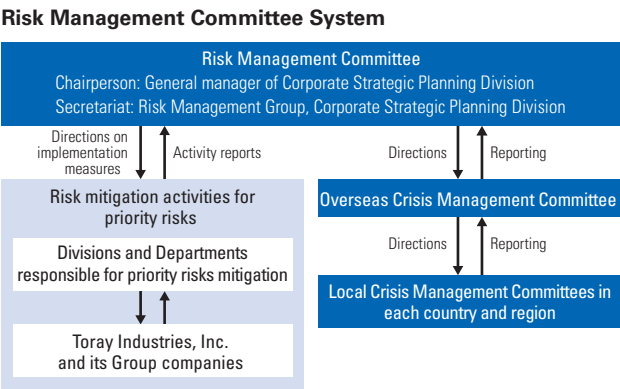 Risk Management Committee System
Risk Management Committee
Chairperson: General manager of Corporate Strategic Planning Division
Secretariat: Risk Management Group, Corporate Strategic Planning Division
Directions on
implementation
measures
Activity reports
Directions
Reporting
Risk mitigation activities for
priority risks
Overseas Crisis Management Committee
Divisions and Departments
responsible for priority risks mitigation
Directions
Reporting
Local Crisis Management Committees in
each country and region
Toray Industries, Inc.
and its Group companies